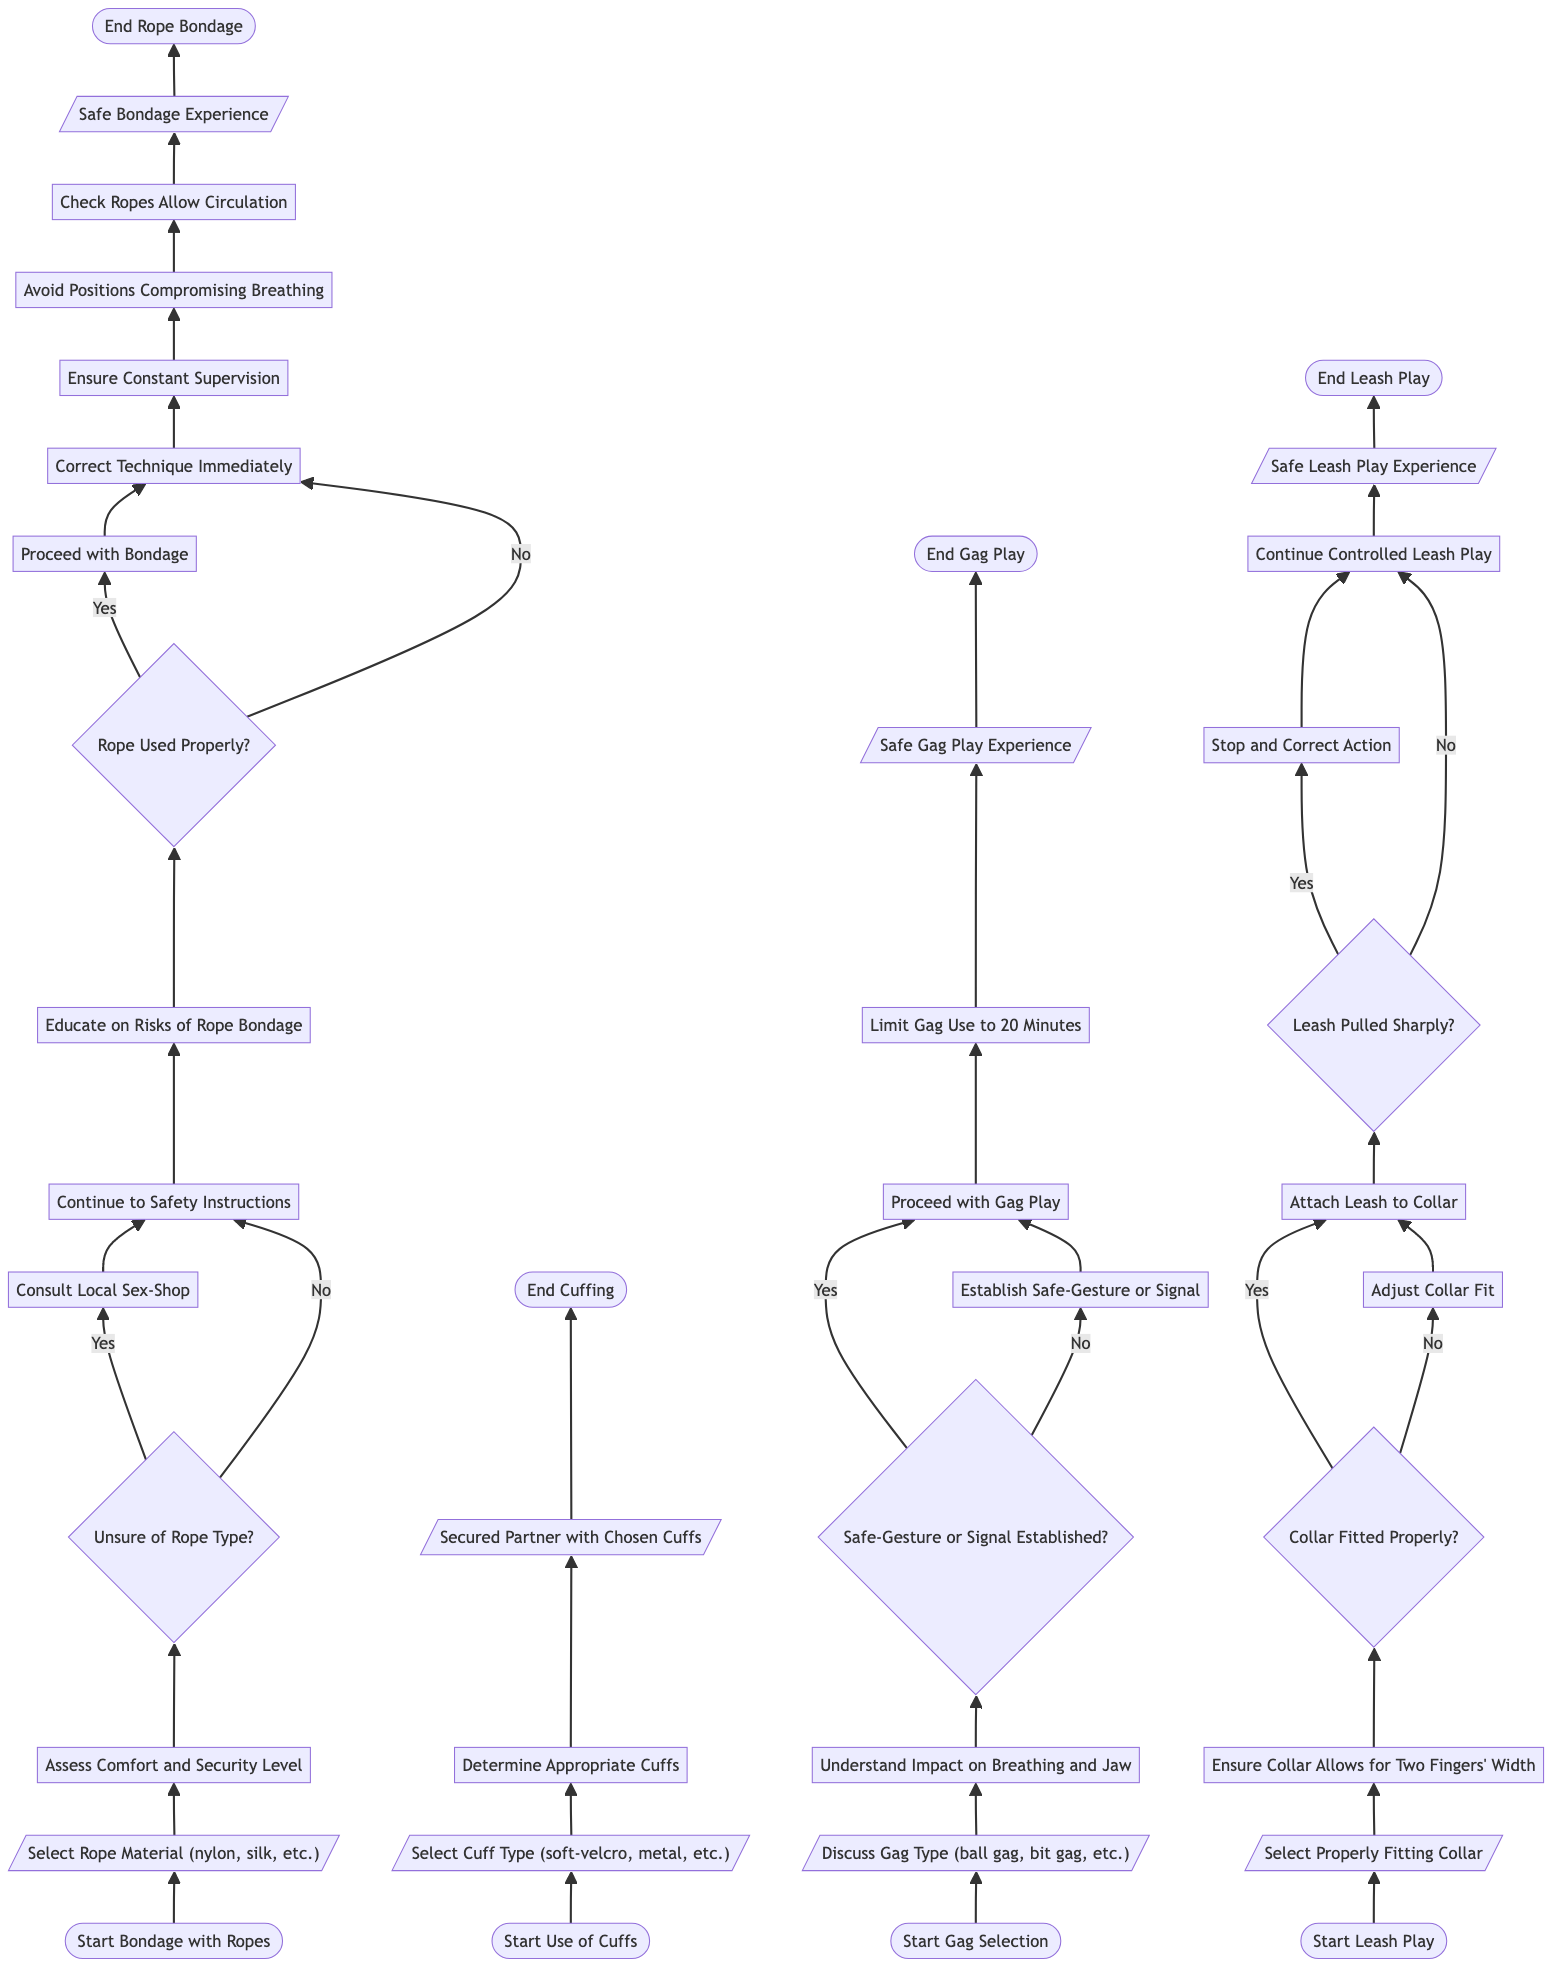 End Rope Bondage
Safe Bondage Experience
Check Ropes Allow Circulation
Avoid Positions Compromising Breathing
Ensure Constant Supervision
Correct Technique Immediately
Proceed with Bondage
No
Yes
Rope Used Properly?
Educate on Risks of Rope Bondage
Continue to Safety Instructions
Consult Local Sex-Shop
No
Yes
Unsure of Rope Type?
Assess Comfort and Security Level
Select Rope Material (nylon, silk, etc.)
Start Bondage with Ropes
End Cuffing
Secured Partner with Chosen Cuffs
Determine Appropriate Cuffs
Select Cuff Type (soft-velcro, metal, etc.)
Start Use of Cuffs
End Gag Play
Safe Gag Play Experience
Limit Gag Use to 20 Minutes
Proceed with Gag Play
Yes
Establish Safe-Gesture or Signal
No
Safe-Gesture or Signal Established?
Understand Impact on Breathing and Jaw
Discuss Gag Type (ball gag, bit gag, etc.)
Start Gag Selection
End Leash Play
Safe Leash Play Experience
Continue Controlled Leash Play
Stop and Correct Action
No
Yes
Leash Pulled Sharply?
Attach Leash to Collar
Yes
Adjust Collar Fit
No
Collar Fitted Properly?
Ensure Collar Allows for Two Fingers' Width
Select Properly Fitting Collar
Start Leash Play